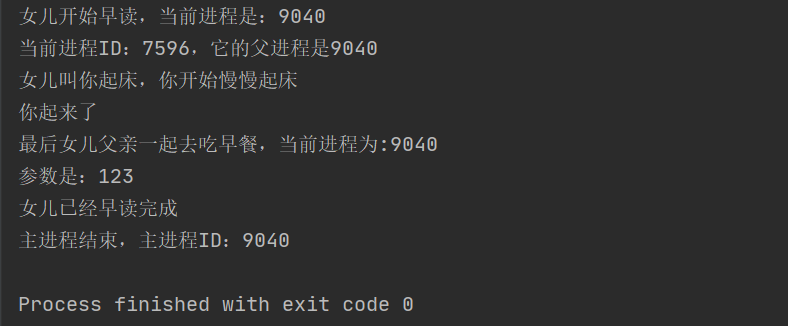 女儿开始早读，当前进程是：9040
当前进程ID：7596，它的父进程是9040
女儿叫你起床，你开始慢慢起床
你起来了
最后女儿父亲一起去吃早餐，当前进程为:9040
参数是：123
女儿已经早读完成
主进程结束，主进程ID：9040
Process finished with exit code 0